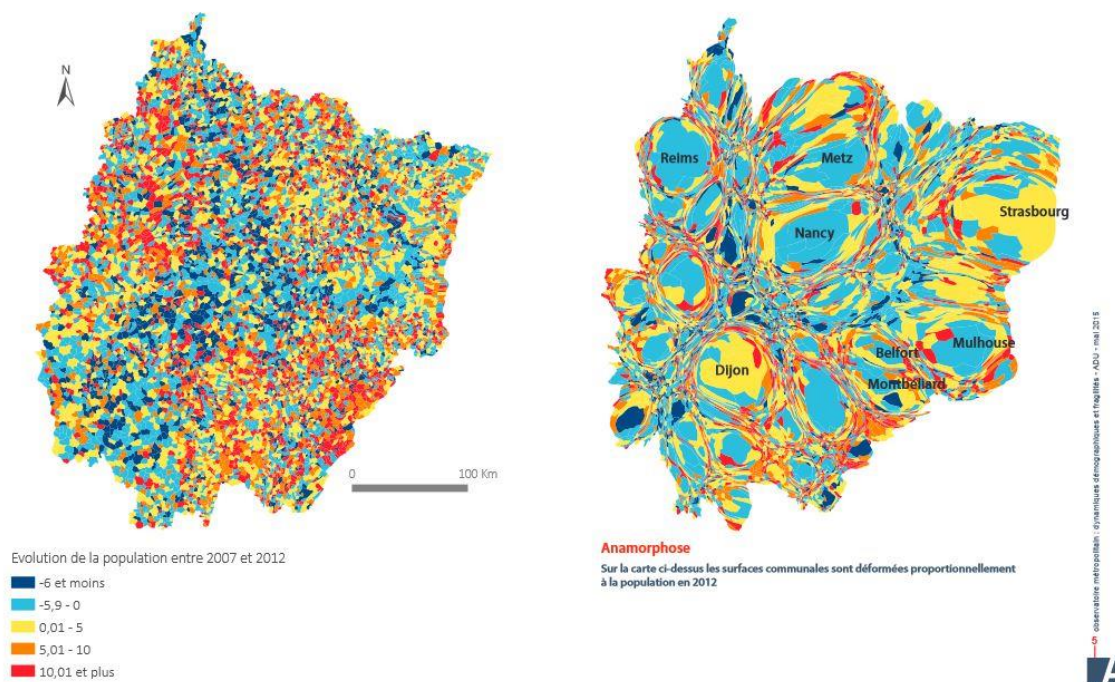 N
0
100 Km
Evolution de la population entre 2007 et 2012
-6 et moins
-5,9 - 0
0,01 - 5
5,01 - 10
10,01 et plus
Reims
Metz
Strasbourg
Nancy
Mulhouse
Belfort
Dijon
Montbéliard
Anamorphose
Sur la carte ci-dessus les surfaces communales sont déformées proportionnellement
à la population en 2012
observatoire métropolitain : dynamiques démographiques et fragilités - ADU - mai 2015
5
A